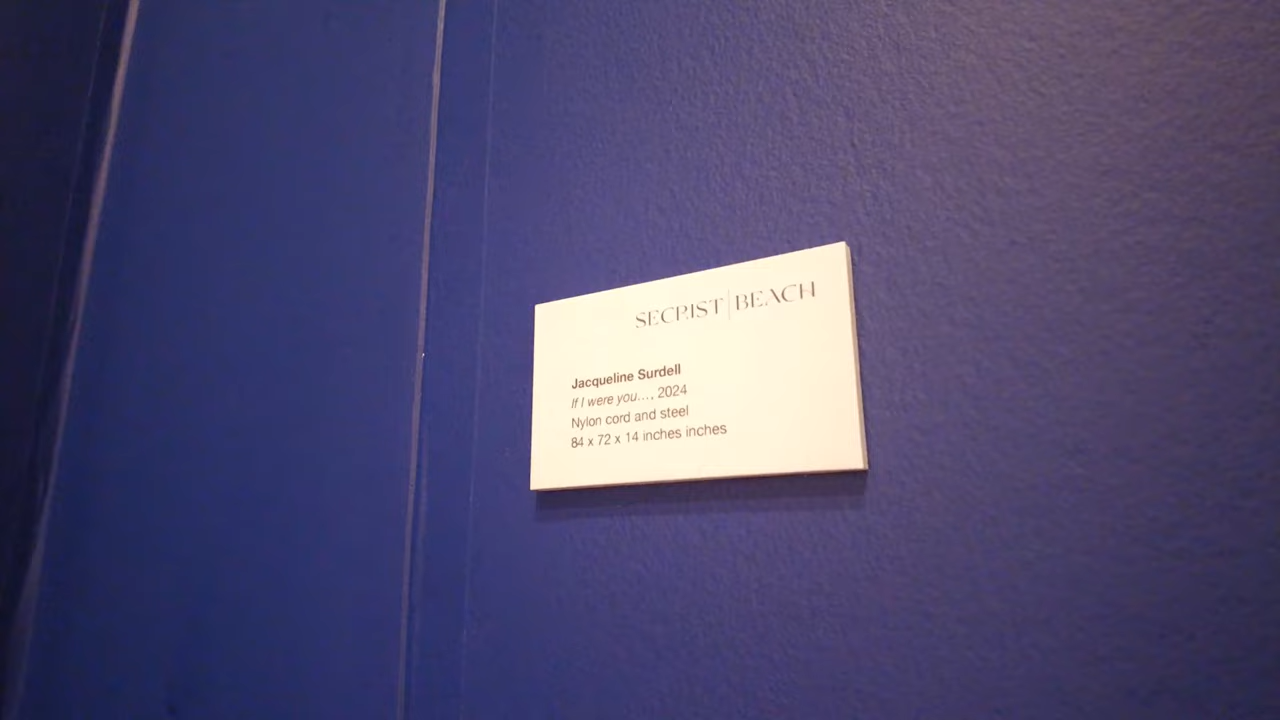 SECRIST | BEACH
Jacqueline Surdell
If I were you..., 2024
Nylon cord and steel
84 x 72 x 14 inches inches